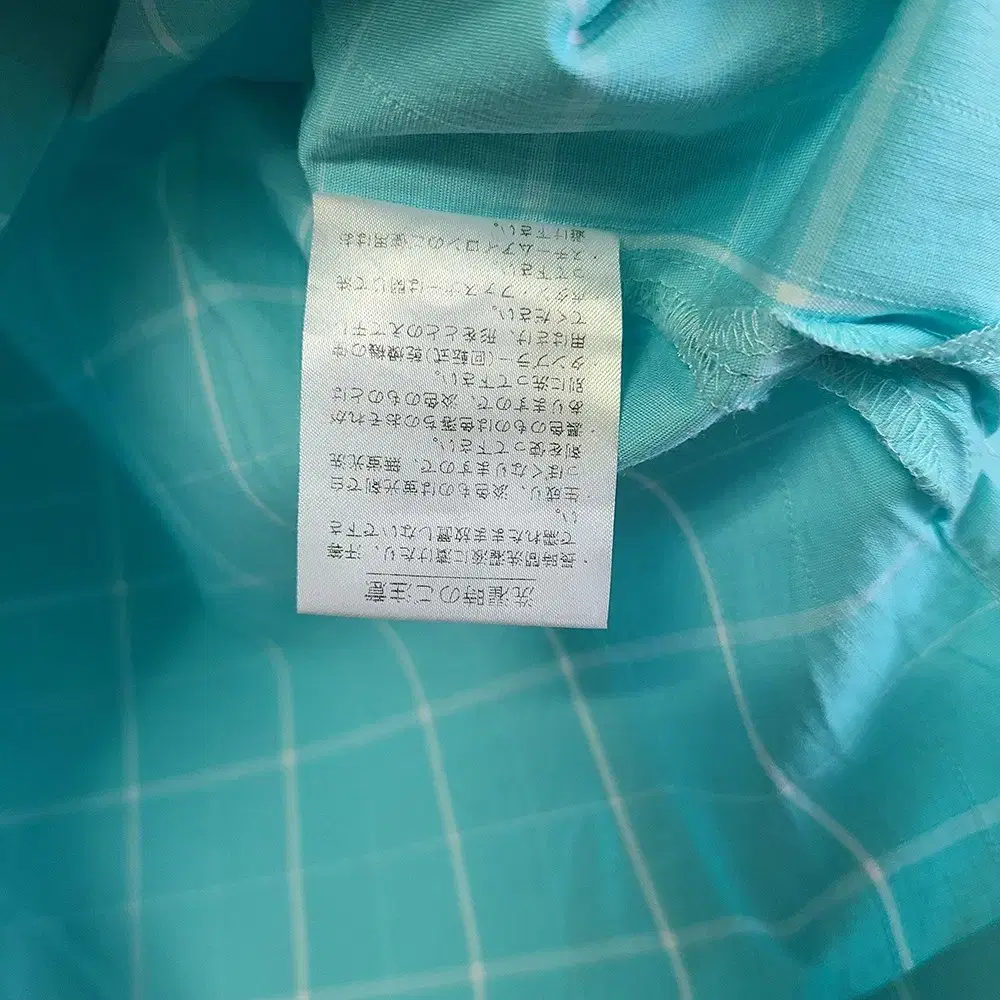 洗濯時のご注意
・長時間洗濯液に漬けたり、汗等
で濡れたまま放置しないで下さ
い。
・生成り、淡色ものは蛍光剤で白
っぽくなりますので、無蛍光洗
剤を使って下さい。
・濃色のものは色落ちのおそれが
ありますので、淡色のものとは
別に洗って下さい。
・タンブラー(回転式)乾燥機の使
用はさけ、形をととのえて干し
てください。
・ボタン・ファスナーは閉じて洗
って下さい。
・スチームアイロンのご使用はお
避け下さい。